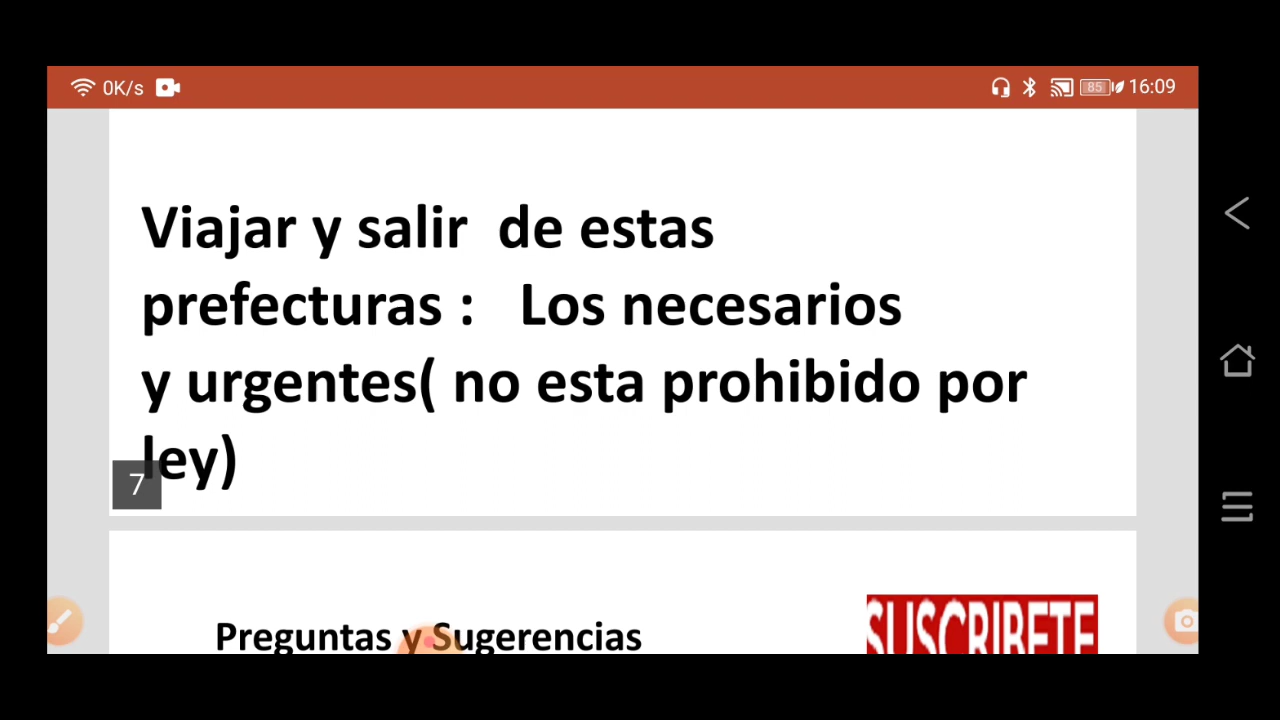 0K/s 85 16:09
Viajar y salir de estas
prefecturas : Los necesarios
y urgentes( no esta prohibido por
ley)
7
Preguntas y Sugerencias
SUSCRIBETE